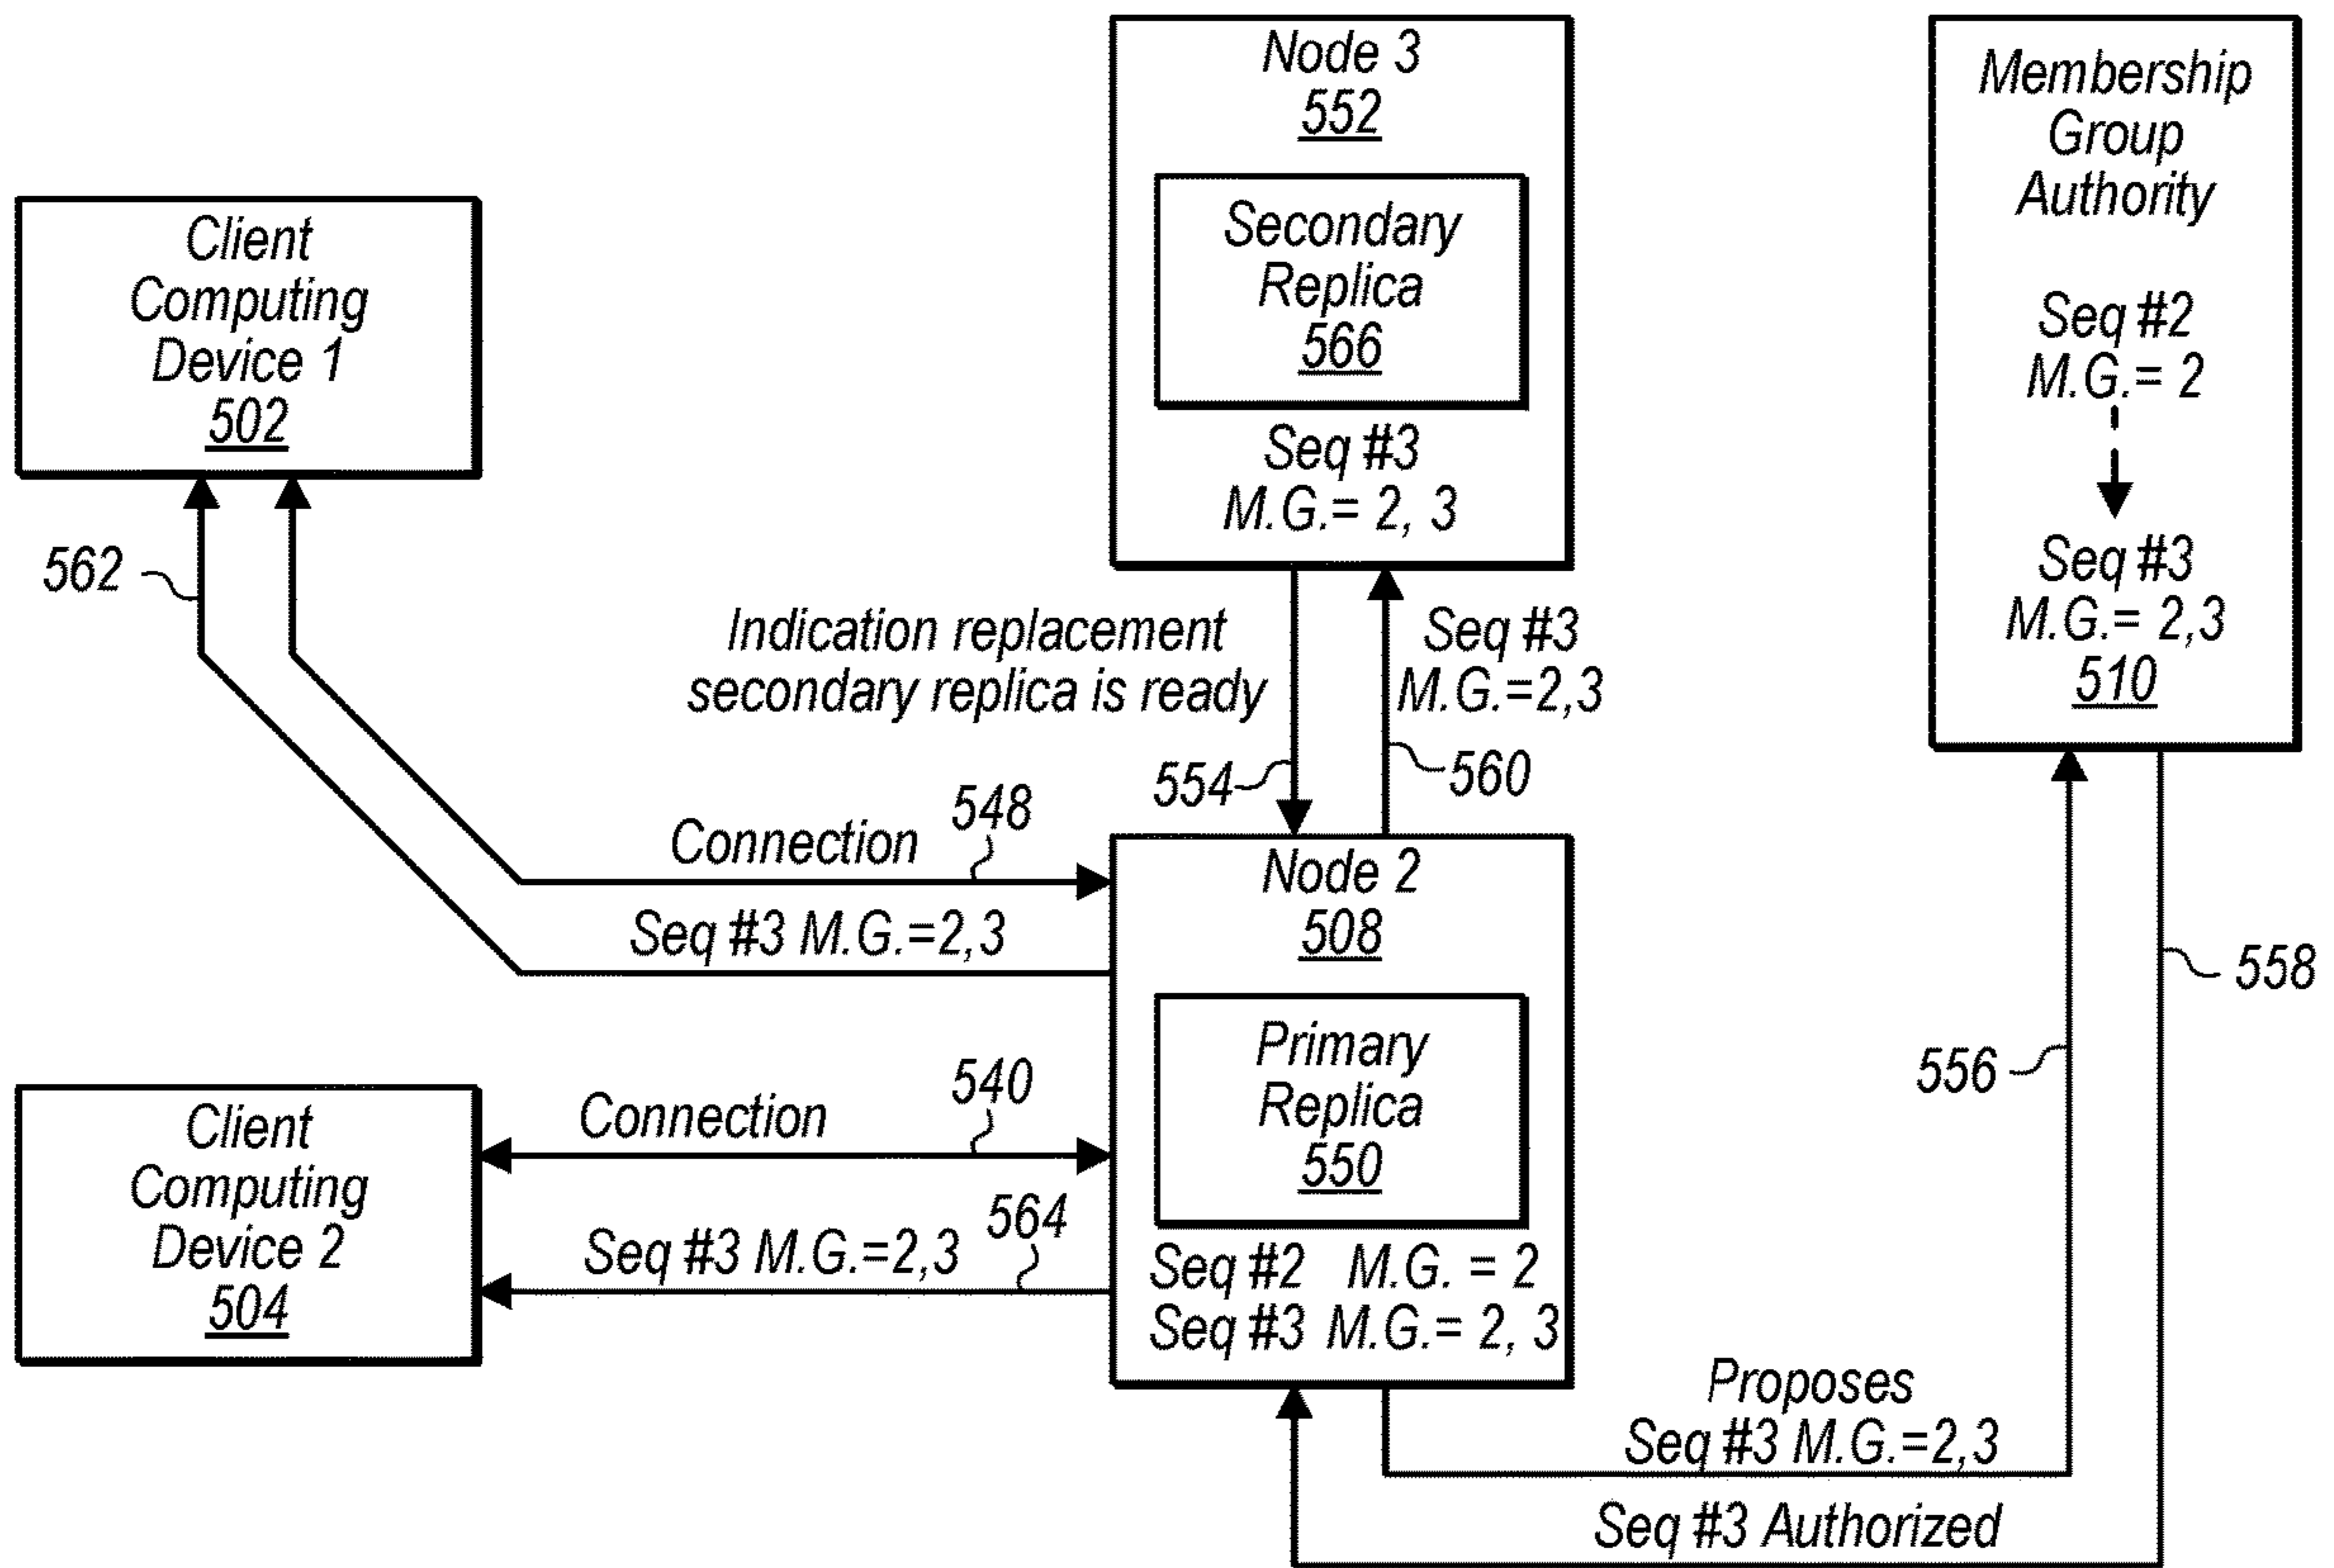 Node 3
552
Secondary
Replica
566
Seq #3
M.G.= 2, 3
Membership
Group
Authority
Seq #2
M.G.= 2
Seq #3
M.G.= 2,3
510
Client
Computing
Device 1
502
562
Indication replacement
secondary replica is ready
Seq #3
M.G.=2,3
554
560
Connection
548
Seq #3 M.G.=2,3
Node 2
508
Primary
Replica
550
Seq #2 M.G. = 2
Seq #3 M.G.= 2, 3
Client
Computing
Device 2
504
Connection
540
Seq #3 M.G.=2,3
564
556
558
Proposes
Seq #3 M.G.=2,3
Seq #3 Authorized